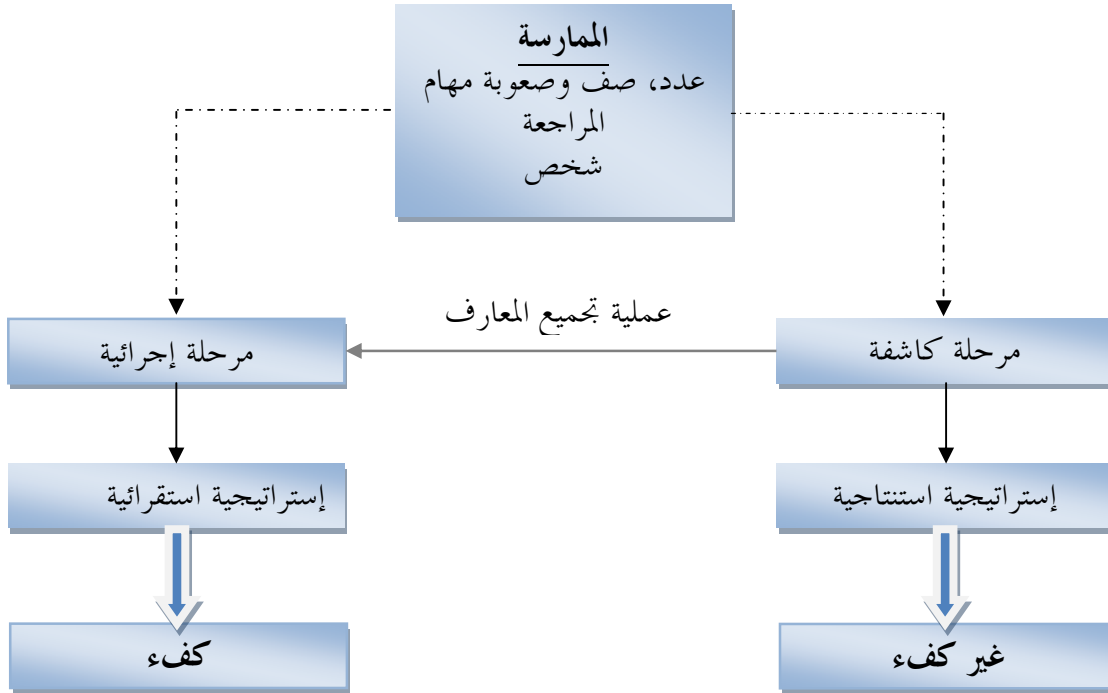 الممارسة
عدد، صف وصعوبة مهام
المراجعة
شخص
عملية تجميع المعارف
مرحلة كاشفة
مرحلة إجرائية
إستراتيجية استنتاجية
إستراتيجية استقرائية
غير كفء
كفء